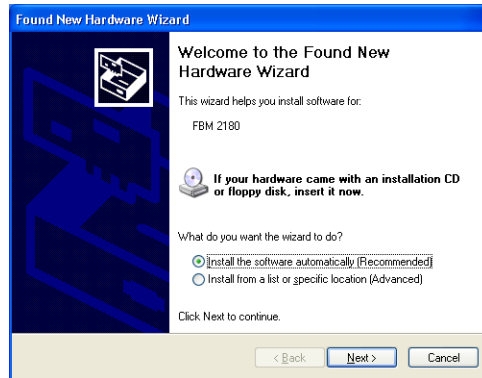 Found New Hardware Wizard
Welcome to the Found New
Hardware Wizard
This wizard helps you install software for:
FBM 2180
If your hardware came with an installation CD
or floppy disk, insert it now.
What do you want the wizard to do?
Install the software automatically (Recommended)
Install from a list or specific location (Advanced)
Click Next to continue.
< Back
Next >
Cancel